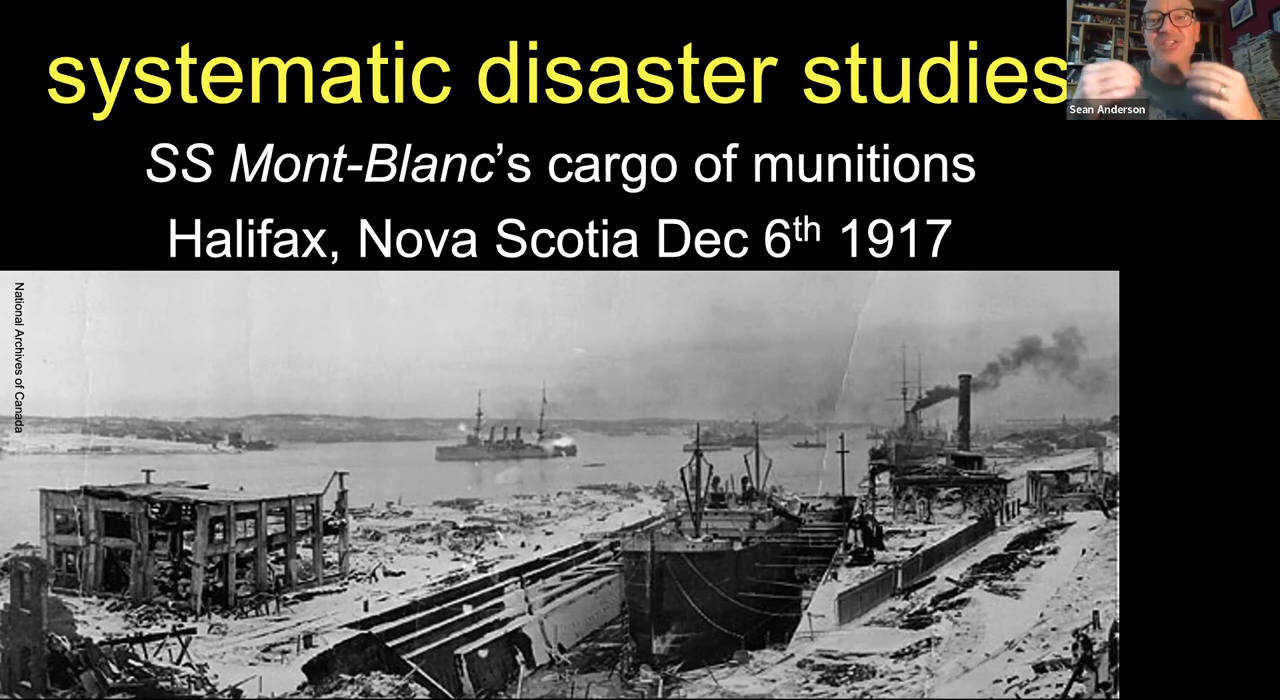 systematic disaster studies
Sean Anderson
SS Mont-Blanc’s cargo of munitions
Halifax, Nova Scotia Dec 6th 1917
National Archives of Canada